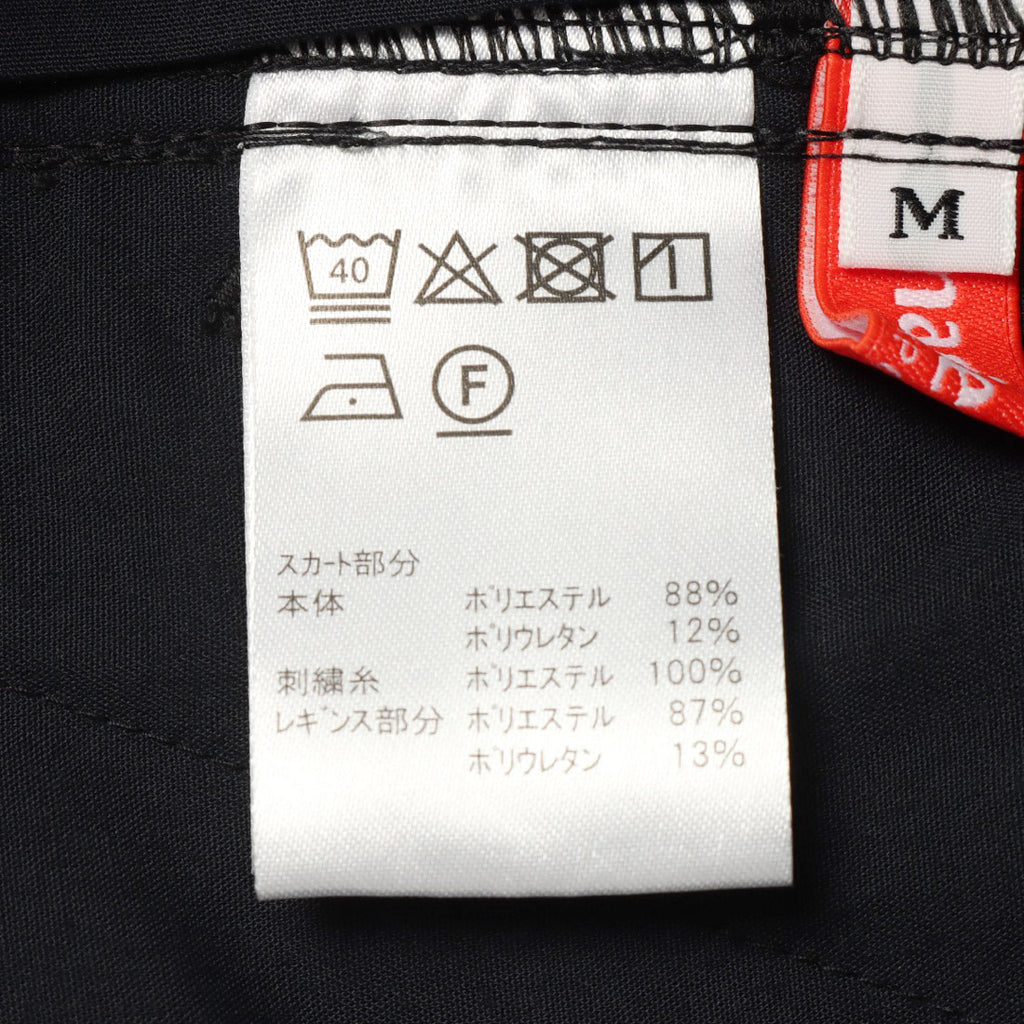 M
40
F
スカート部分
本体 ポリエステル 88%
ポリウレタン 12%
刺繍糸 ポリエステル 100%
レギンス部分 ポリエステル 87%
ポリウレタン 13%